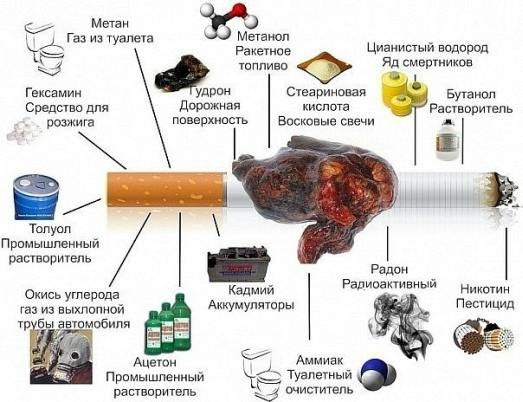 Метан
Газ из туалета
Метанол
Ракетное
топливо
Цианистый водород
Яд смертников
Гексамин
Средство для
розжига
Гудрон
Дорожная
поверхность
Стеариновая
кислота
Восковые свечи
Бутанол
Растворитель
Толуол
Промышленный
растворитель
Кадмий
Аккумуляторы
Радон
Радиоактивный
Никотин
Пестицид
Окись углерода
газ из выхлопной
трубы автомобиля
Ацетон
Промышленный
растворитель
Аммиак
Туалетный
очиститель